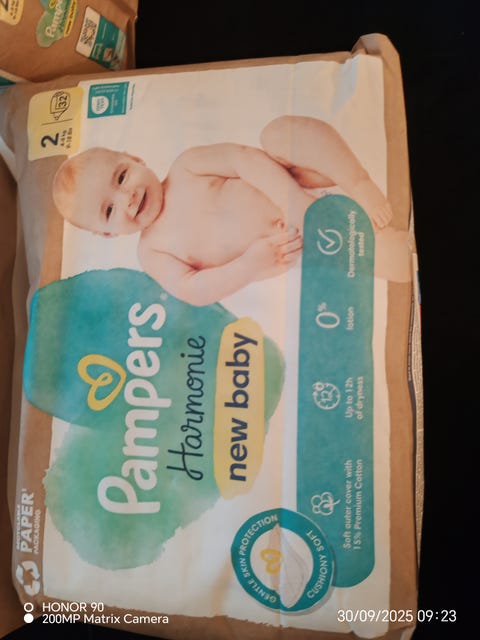 2
4-8 kg
32
Pampers
Harmonie
new baby
Dermatologically
tested
0%
lotion
12
Up to 12h
of dryness
Soft outer cover with
15% Premium Cotton
GENTLE SKIN PROTECTION
CUSHIONY SOFT
PAPER
PACKAGING
HONOR 90
200MP Matrix Camera
30/09/2025 09:23